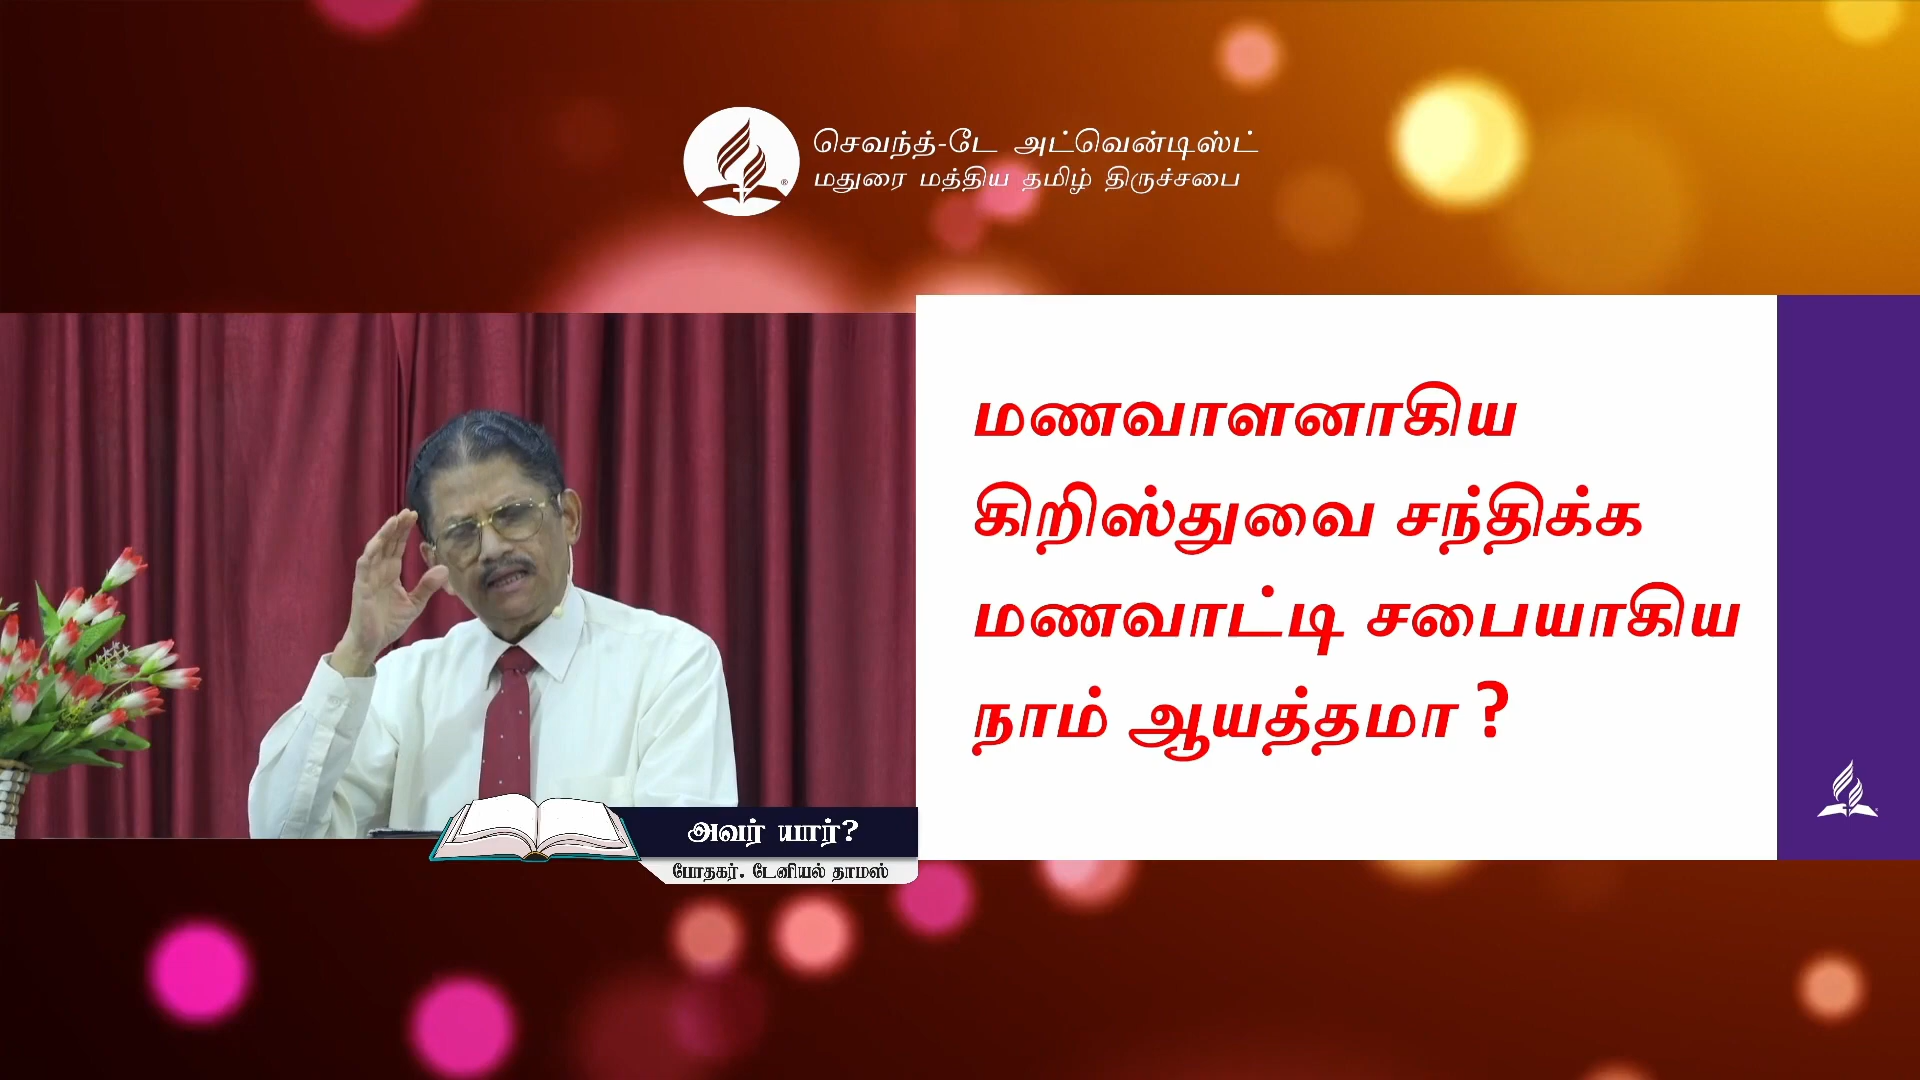 செவந்த்-டே அட்வென்டிஸ்ட்
மதுரை மத்திய தமிழ் திருச்சபை
மணவாளனாகிய
கிறிஸ்துவை சந்திக்க
மணவாட்டி சபையாகிய
நாம் ஆயத்தமா ?
அவர் யார்?
போதகர். டேனியல் தாமஸ்